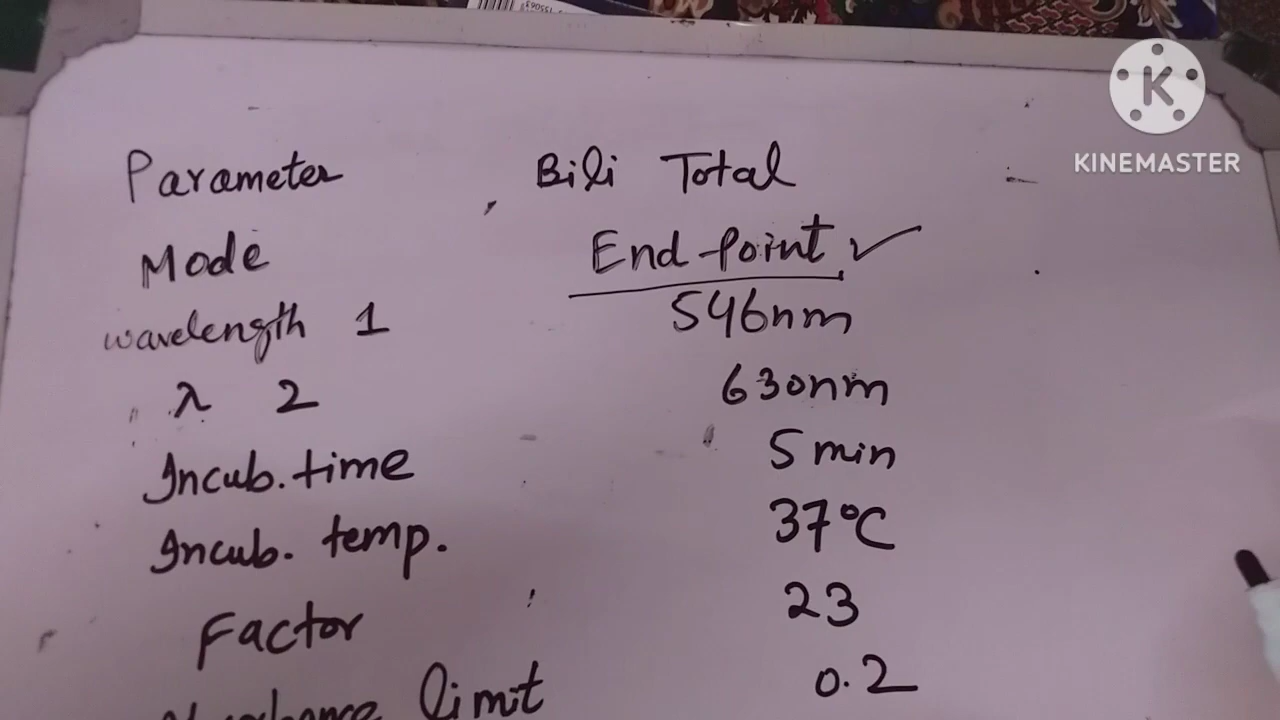 KINEMASTER
Parameter Bili Total
Mode End-point ✓
wavelength 1 546nm
λ 2 630nm
Incub. time 5 min
Incub. temp. 37°C
Factor 23
limit 0.2